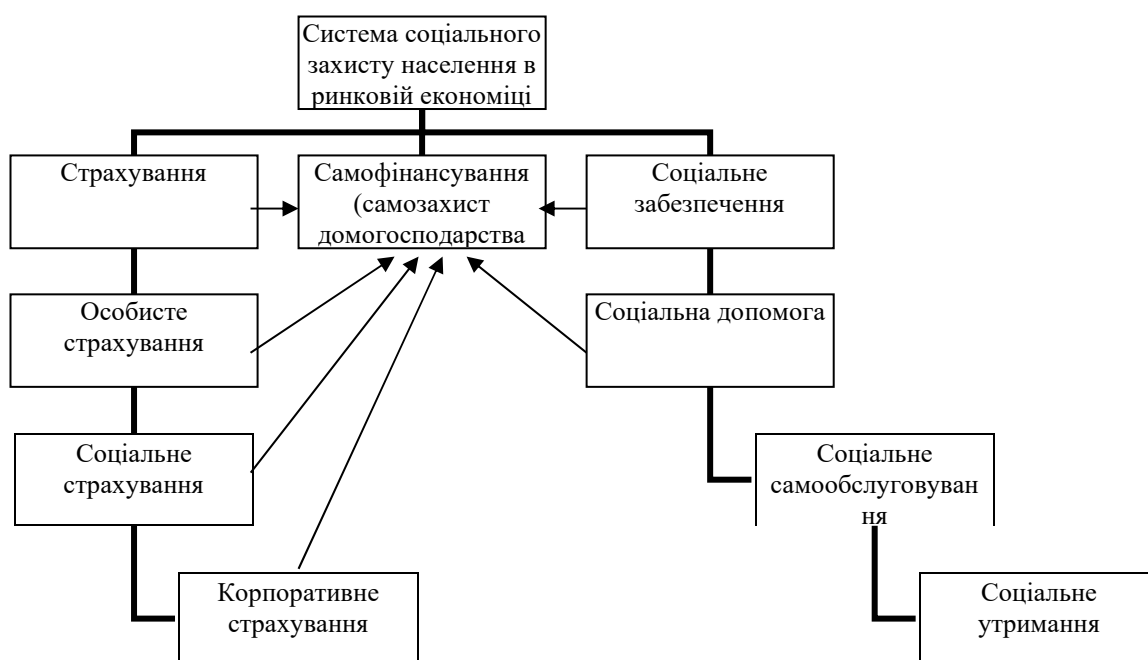 Система соціального
захисту населення в
ринковій економіці
Страхування
Самофінансування
(самозахист
домогосподарства
Соціальне
забезпечення
Особисте
страхування
Соціальна допомога
Соціальне
страхування
Соціальне
самообслуговуван
ня
Корпоративне
страхування
Соціальне
утримання